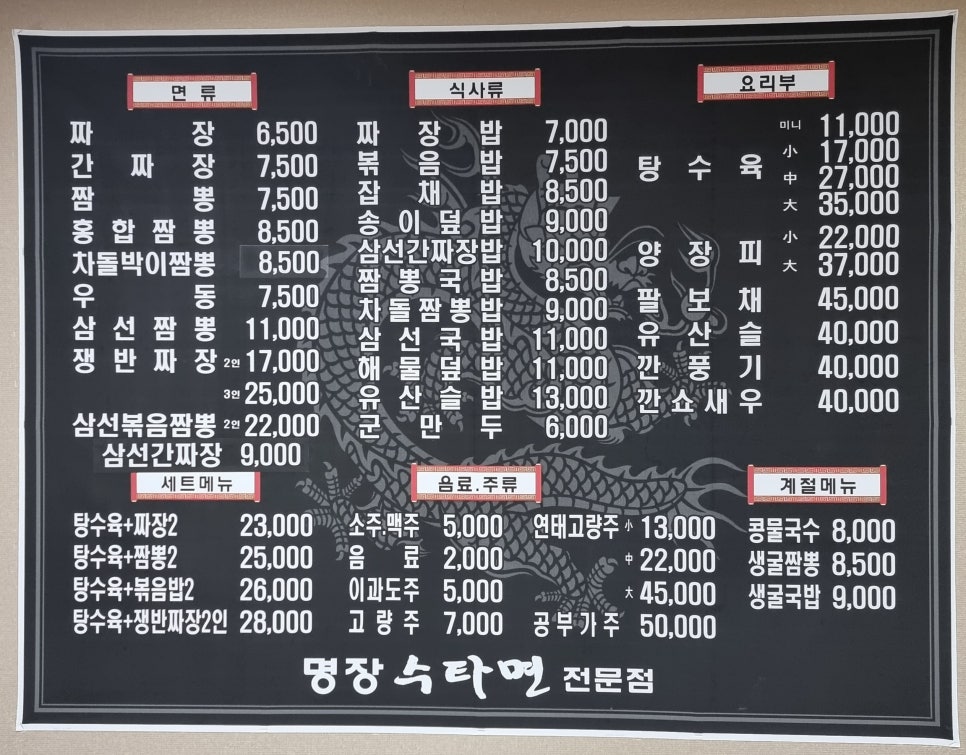 면 류
짜 장 6,500
간 짜 장 7,500
짬 뽕 7,500
홍 합 짬 뽕 8,500
차돌박이짬뽕 8,500
우 동 7,500
삼 선 짬 뽕 11,000
쟁 반 짜 장 2인 17,000
3인 25,000
삼선볶음짬뽕 2인 22,000
삼선간짜장 9,000
식사류
짜 장 밥 7,000
볶 음 밥 7,500
잡 채 밥 8,500
송 이 덮 밥 9,000
삼선간짜장밥 10,000
짬 뽕 국 밥 8,500
차돌짬뽕밥 9,000
삼 선 국 밥 11,000
해 물 덮 밥 11,000
유 산 슬 밥 13,000
군 만 두 6,000
요리부
탕 수 육 미니 11,000
小 17,000
中 27,000
大 35,000
양 장 피 小 22,000
大 37,000
팔 보 채 45,000
유 산 슬 40,000
깐 풍 기 40,000
깐 쇼 새 우 40,000
세트메뉴
탕수육+짜장2 23,000
탕수육+짬뽕2 25,000
탕수육+볶음밥2 26,000
탕수육+쟁반짜장2인 28,000
음료.주류
소주.맥주 5,000
음 료 2,000
이과도주 5,000
고 량 주 7,000
연태고량주 小 13,000
中 22,000
大 45,000
공 부 가 주 50,000
계절메뉴
콩물국수 8,000
생굴짬뽕 8,500
생굴국밥 9,000
명장 수타면 전문점